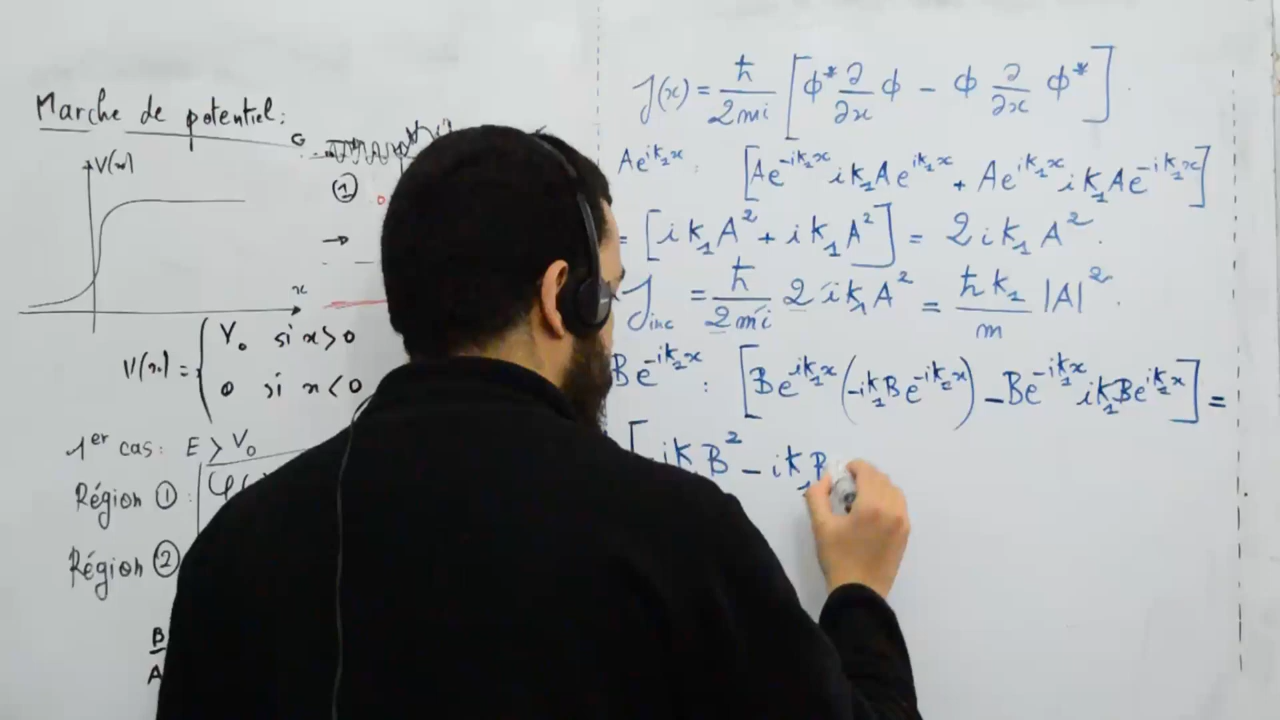 Marche de potentiel:
V(x)
x
V(x) = { V₀ si x > 0
0 si x < 0
1er cas: E > V₀
Région ① : φ(
Région ②
B
A
①
→
J(x) = ħ/2mi [ϕ* ∂/∂x ϕ - ϕ ∂/∂x ϕ*]
Ae^{ik₁x} : [Ae^{-ik₁x} ik₁Ae^{ik₁x} + Ae^{ik₁x} ik₁Ae^{-ik₁x}]
= [ik₁A² + ik₁A²] = 2ik₁A².
J_inc = ħ/2mi 2ik₁A² = ħk₁/m |A|².
Be^{-ik₁x} : [Be^{ik₁x}(-ik₁Be^{-ik₁x}) - Be^{-ik₁x} ik₁Be^{ik₁x}] =
[-ik₁B² - ik₁B